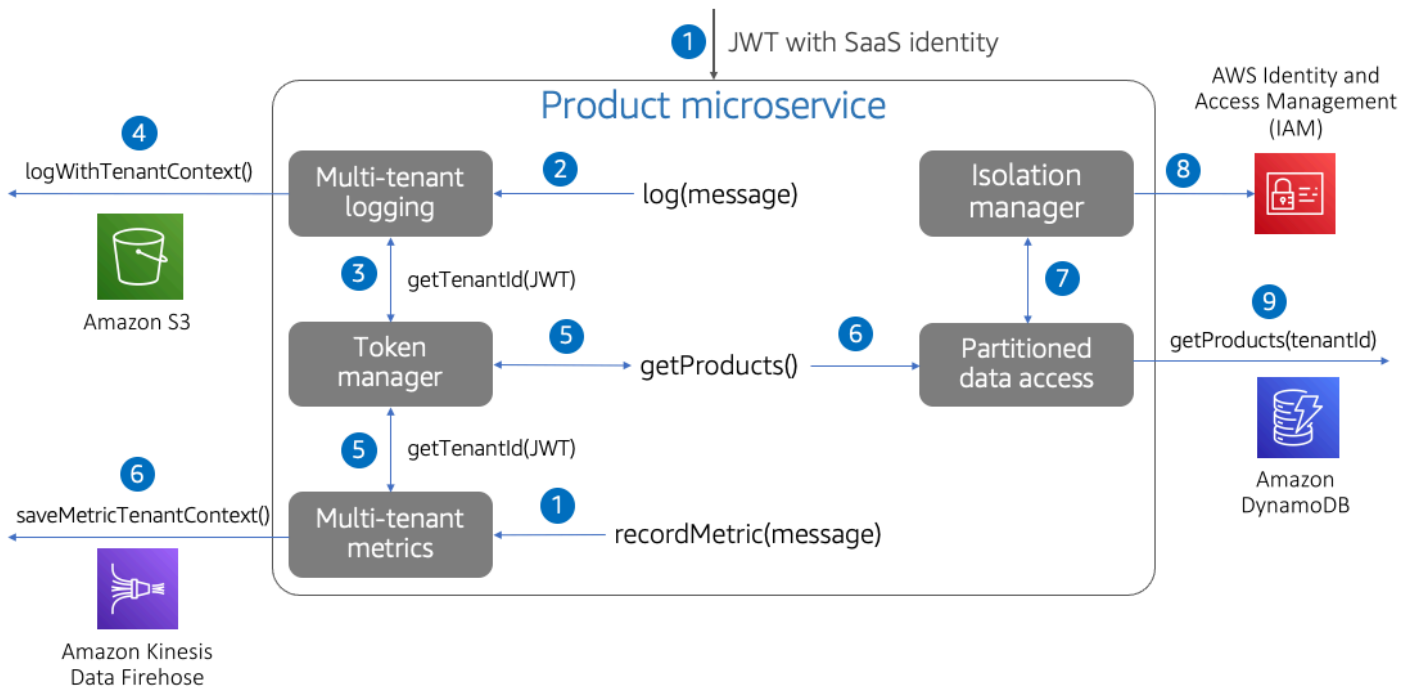 1
JWT with SaaS identity
Product microservice
AWS Identity and
Access Management
(IAM)
4
logWithTenantContext()
Multi-tenant
logging
2
log(message)
Isolation
manager
8
Amazon S3
3
getTenantId(JWT)
7
9
getProducts(tenantId)
Token
manager
5
getProducts()
6
Partitioned
data access
5
getTenantId(JWT)
Amazon
DynamoDB
6
saveMetricTenantContext()
Multi-tenant
metrics
1
recordMetric(message)
Amazon Kinesis
Data Firehose